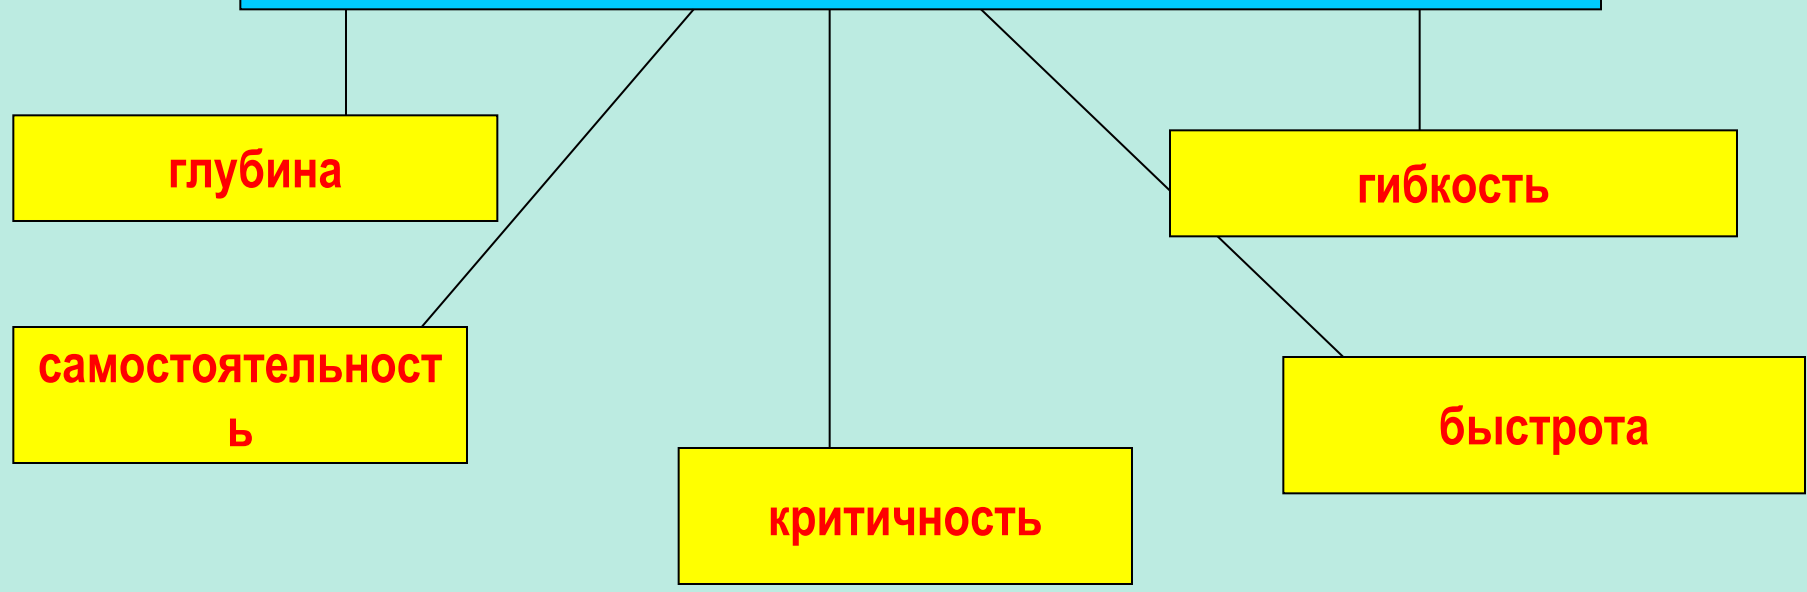 глубина
гибкость
самостоятельност
ь
быстрота
критичность